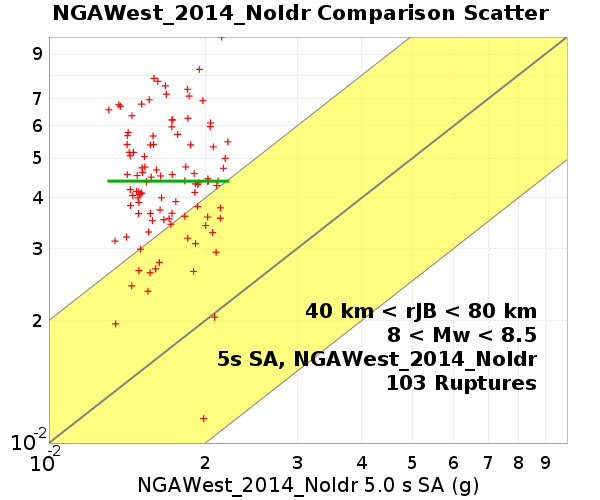 NGAWest_2014_NoIdr Comparison Scatter
9
7
6
5
4
3
2
10-2
40 km < rJB < 80 km
8 < Mw < 8.5
5s SA, NGAWest_2014_NoIdr
103 Ruptures
10-2 2 3 4 5 6 7 8 9
NGAWest_2014_NoIdr 5.0 s SA (g)